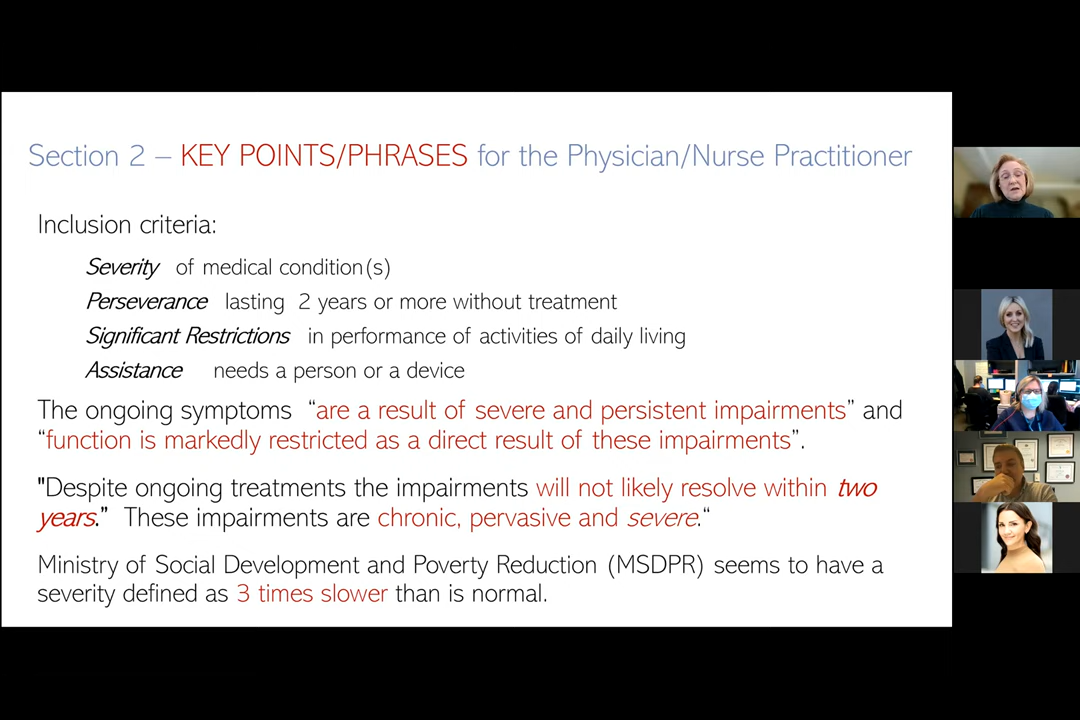 Section 2 – KEY POINTS/PHRASES for the Physician/Nurse Practitioner
Inclusion criteria:
Severity of medical condition(s)
Perseverance lasting 2 years or more without treatment
Significant Restrictions in performance of activities of daily living
Assistance needs a person or a device
The ongoing symptoms “are a result of severe and persistent impairments” and
“function is markedly restricted as a direct result of these impairments”.
"Despite ongoing treatments the impairments will not likely resolve within two
years.” These impairments are chronic, pervasive and severe.“
Ministry of Social Development and Poverty Reduction (MSDPR) seems to have a
severity defined as 3 times slower than is normal.